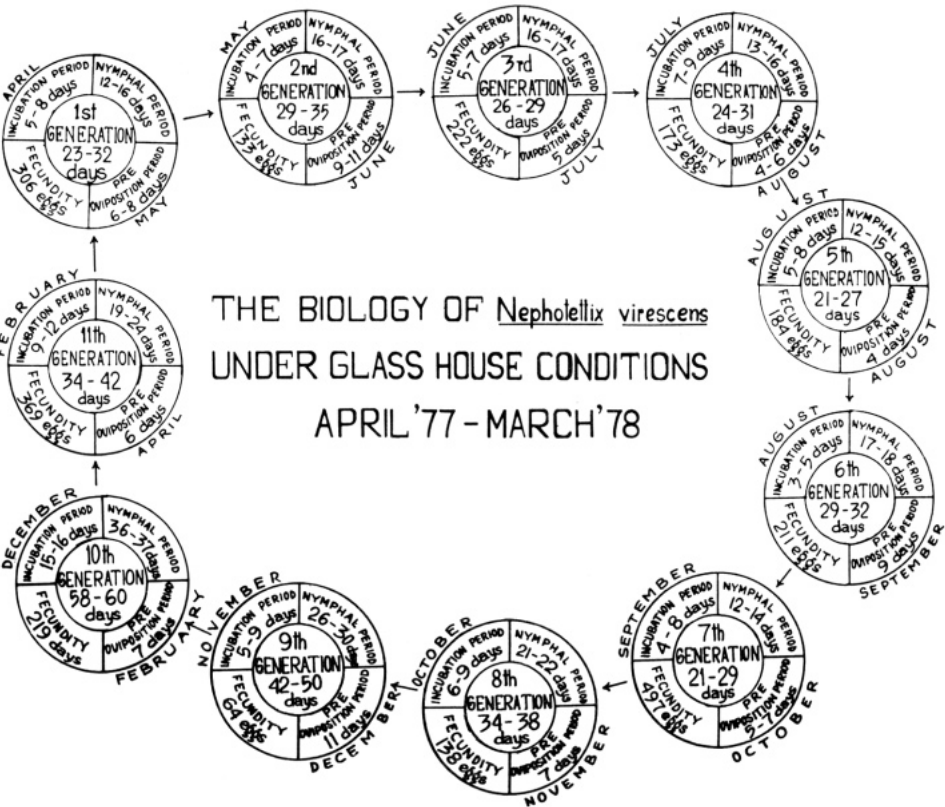 THE BIOLOGY OF Nephotettix virescens
UNDER GLASS HOUSE CONDITIONS
APRIL '77 - MARCH '78
APRIL
INCUBATION PERIOD
5-8 days
NYMPHAL PERIOD
12-16 days
1st
GENERATION
23-32
days
FECUNDITY
306 eggs
PRE
OVIPOSITION PERIOD
6-8 days
MAY
MAY
INCUBATION PERIOD
4-7 days
NYMPHAL PERIOD
16-17 days
2nd
GENERATION
29-35
days
FECUNDITY
133 eggs
PRE
OVIPOSITION PERIOD
9-11 days
JUNE
JUNE
INCUBATION PERIOD
5-7 days
NYMPHAL PERIOD
16-17 days
3rd
GENERATION
26-29
days
FECUNDITY
222 eggs
PRE
OVIPOSITION PERIOD
5 days
JULY
JULY
INCUBATION PERIOD
7-9 days
NYMPHAL PERIOD
13-16 days
4th
GENERATION
24-31
days
FECUNDITY
173 eggs
PRE
OVIPOSITION PERIOD
4-6 days
AUGUST
AUGUST
INCUBATION PERIOD
5-8 days
NYMPHAL PERIOD
12-15 days
5th
GENERATION
21-27
days
FECUNDITY
184 eggs
PRE
OVIPOSITION PERIOD
4 days
AUGUST
AUGUST
INCUBATION PERIOD
3-5 days
NYMPHAL PERIOD
17-18 days
6th
GENERATION
29-32
days
FECUNDITY
211 eggs
PRE
OVIPOSITION PERIOD
9 days
SEPTEMBER
SEPTEMBER
INCUBATION PERIOD
4-8 days
NYMPHAL PERIOD
12-14 days
7th
GENERATION
21-29
days
FECUNDITY
eggs
PRE
OVIPOSITION PERIOD
5-7 days
OCTOBER
OCTOBER
INCUBATION PERIOD
6-9 days
NYMPHAL PERIOD
21-22 days
8th
GENERATION
34-38
days
FECUNDITY
138 eggs
PRE
OVIPOSITION PERIOD
7 days
NOVEMBER
NOVEMBER
INCUBATION PERIOD
5-9 days
NYMPHAL PERIOD
26-30 days
9th
GENERATION
42-50
days
FECUNDITY
64 eggs
PRE
OVIPOSITION PERIOD
11 days
DECEMBER
DECEMBER
INCUBATION PERIOD
15-16 days
NYMPHAL PERIOD
36-37 days
10th
GENERATION
58-60
days
FECUNDITY
219 days
PRE
OVIPOSITION PERIOD
7 days
FEBRUARY
FEBRUARY
INCUBATION PERIOD
9-12 days
NYMPHAL PERIOD
19-24 days
11th
GENERATION
34-42
days
FECUNDITY
369 eggs
PRE
OVIPOSITION PERIOD
6 days
APRIL